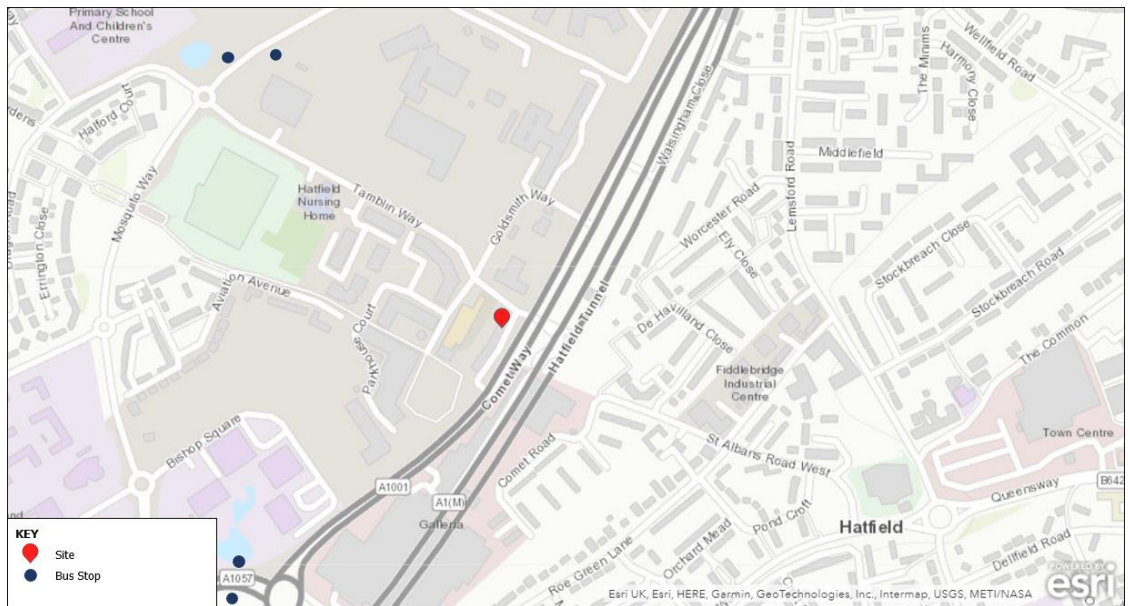 Primary School
And Children's
Centre
Halford Court
Mosquito Way
Errington Close
Aviation Avenue
Hatfield
Nursing
Home
Tamblin Way
Goldsmith Way
Parkhouse Court
Bishop Square
Comet Way
Hatfield Tunnel
Walsingham Close
Worcester Road
Ely Close
De Havilland Close
Lemsford Road
Middlefield
The Minims
Harmony Close
Wellfield Road
Stockbreach Close
Stockbreach Road
The Common
Fiddlebridge
Industrial
Centre
Town Centre
St Albans Road West
Queensway
B642
Comet Road
A1001
A1(M)
Galleria
Pond Croft
Hatfield
Orchard Mead
Roe Green Lane
Dellfield Road
A1057
KEY
Site
Bus Stop
Esri UK, Esri, HERE, Garmin, GeoTechnologies, Inc., Intermap, USGS, METI/NASA
POWERED BY
esri